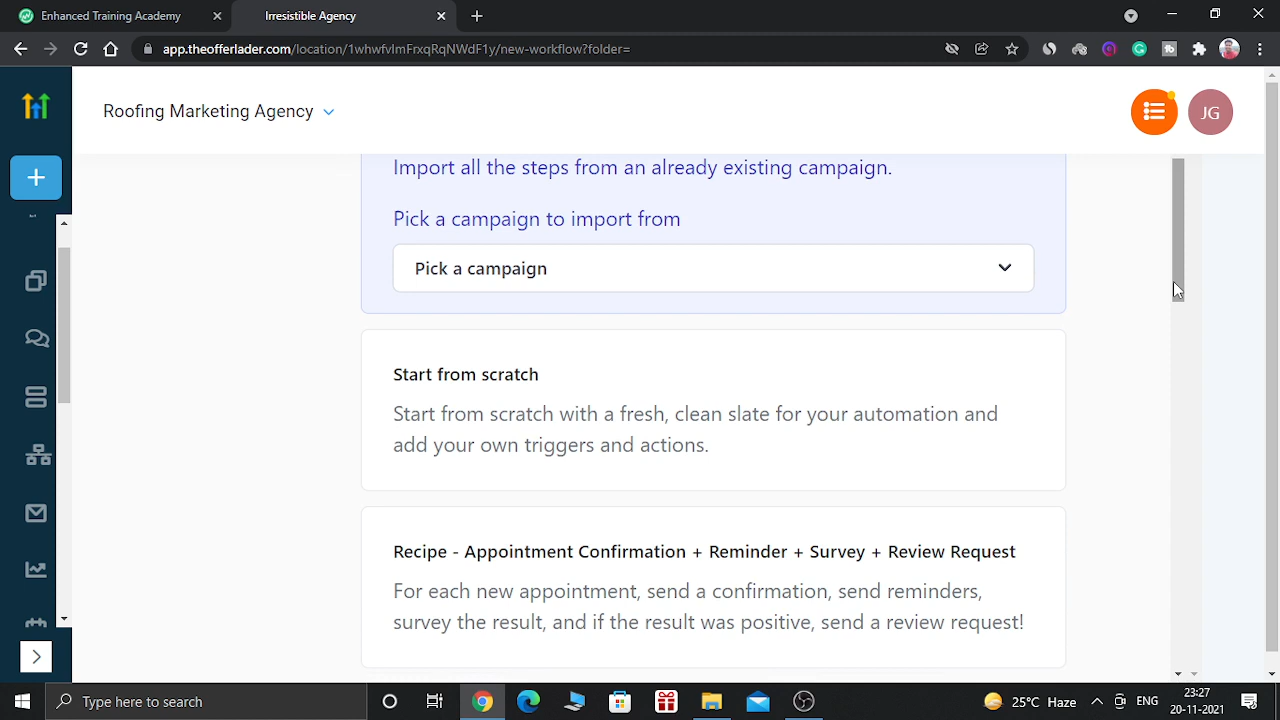 Enhanced Training Academy
Irresistible Agency
app.theofferlader.com/location/1whwfvlmFrxqRqNWdF1y/new-workflow?folder=
Roofing Marketing Agency
JG
Import all the steps from an already existing campaign.
Pick a campaign to import from
Pick a campaign
Start from scratch
Start from scratch with a fresh, clean slate for your automation and
add your own triggers and actions.
Recipe - Appointment Confirmation + Reminder + Survey + Review Request
For each new appointment, send a confirmation, send reminders,
survey the result, and if the result was positive, send a review request!
Type here to search
25°C Haze
ENG
23:27
20-11-2021